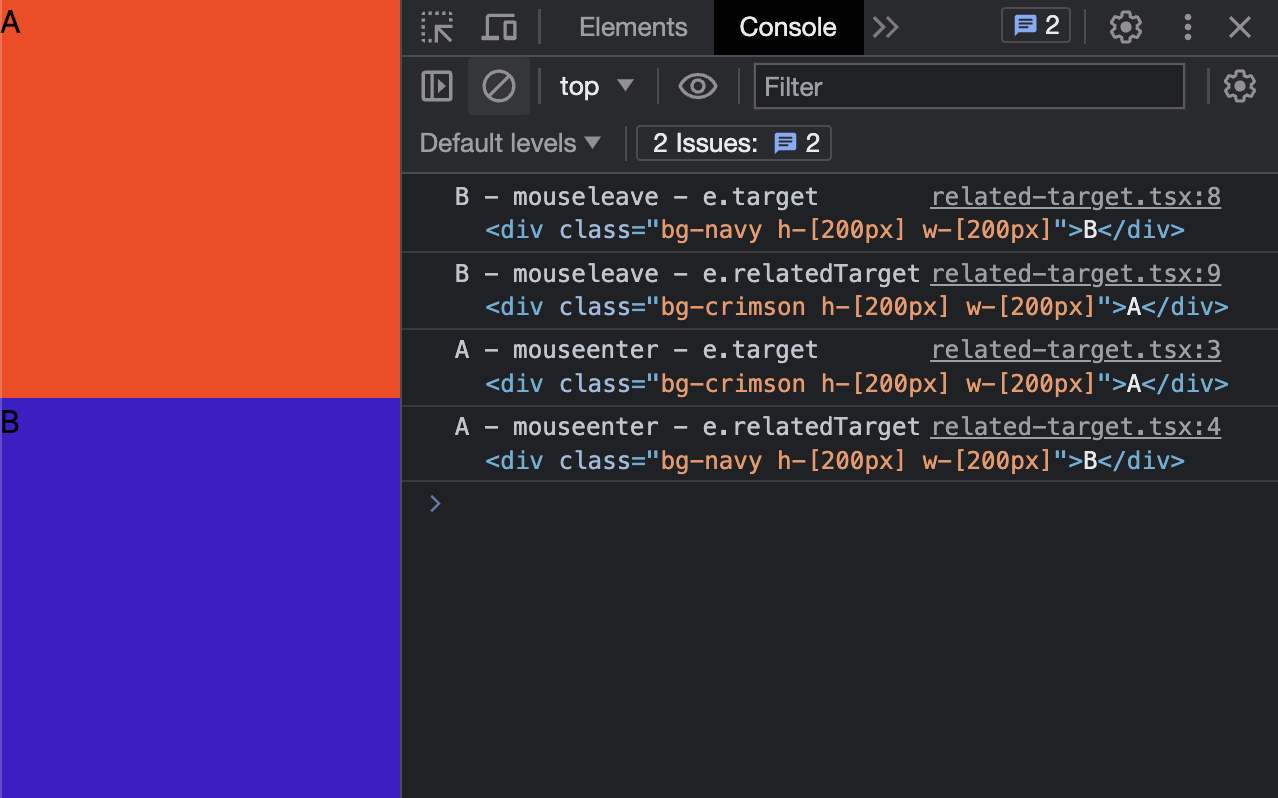 A
B
Elements Console 2
top Filter
Default levels 2 Issues: 2
B - mouseleave - e.target related-target.tsx:8
<div class="bg-navy h-[200px] w-[200px]">B</div>
B - mouseleave - e.relatedTarget related-target.tsx:9
<div class="bg-crimson h-[200px] w-[200px]">A</div>
A - mouseenter - e.target related-target.tsx:3
<div class="bg-crimson h-[200px] w-[200px]">A</div>
A - mouseenter - e.relatedTarget related-target.tsx:4
<div class="bg-navy h-[200px] w-[200px]">B</div>